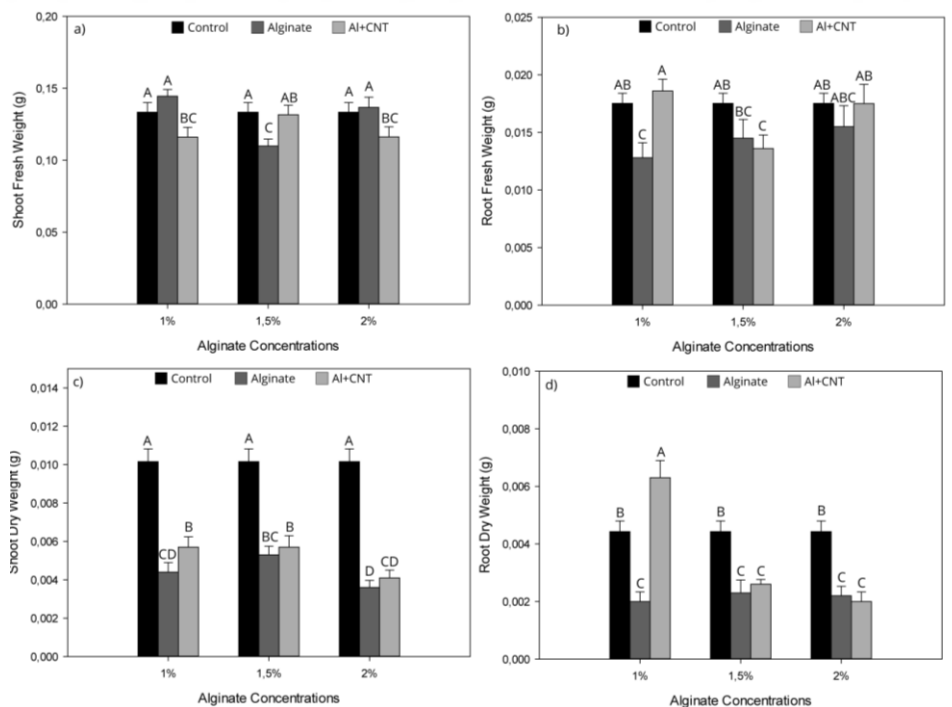 a)
Control Alginate Al+CNT
Shoot Fresh Weight (g)
0,20
0,15
0,10
0,05
0,00
A A BC
A C AB
A A BC
1% 1,5% 2%
Alginate Concentrations
b)
Control Alginate Al+CNT
Root Fresh Weight (g)
0,025
0,020
0,015
0,010
0,005
0,000
AB C A
AB BC C
AB ABC AB
1% 1,5% 2%
Alginate Concentrations
c)
Control Alginate Al+CNT
Shoot Dry Weight (g)
0,014
0,012
0,010
0,008
0,006
0,004
0,002
0,000
A CD B
A BC B
A D CD
1% 1,5% 2%
Alginate Concentrations
d)
Control Alginate Al+CNT
Root Dry Weight (g)
0,010
0,008
0,006
0,004
0,002
0,000
B C A
B C C
B C C
1% 1,5% 2%
Alginate Concentrations